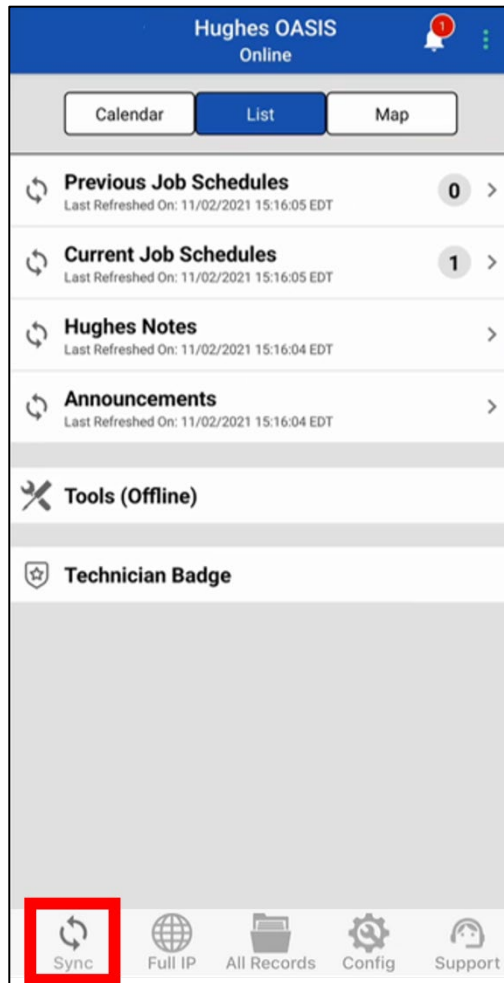 Hughes OASIS
Online
1
Calendar List Map
Previous Job Schedules
Last Refreshed On: 11/02/2021 15:16:05 EDT
0
Current Job Schedules
Last Refreshed On: 11/02/2021 15:16:05 EDT
1
Hughes Notes
Last Refreshed On: 11/02/2021 15:16:04 EDT
Announcements
Last Refreshed On: 11/02/2021 15:16:04 EDT
Tools (Offline)
Technician Badge
Sync Full IP All Records Config Support